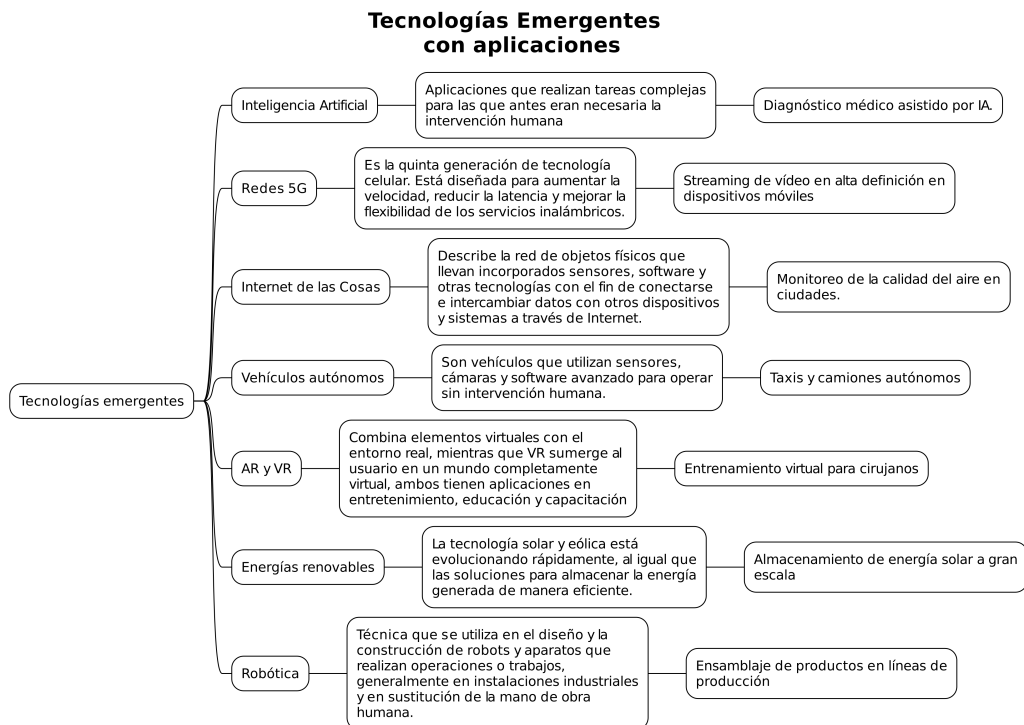 Tecnologías Emergentes
con aplicaciones
Inteligencia Artificial
Aplicaciones que realizan tareas complejas
para las que antes eran necesaria la
intervención humana
Diagnóstico médico asistido por IA.
Redes 5G
Es la quinta generación de tecnología
celular. Está diseñada para aumentar la
velocidad, reducir la latencia y mejorar la
flexibilidad de los servicios inalámbricos.
Streaming de vídeo en alta definición en
dispositivos móviles
Internet de las Cosas
Describe la red de objetos físicos que
llevan incorporados sensores, software y
otras tecnologías con el fin de conectarse
e intercambiar datos con otros dispositivos
y sistemas a través de Internet.
Monitoreo de la calidad del aire en
ciudades.
Vehículos autónomos
Son vehículos que utilizan sensores,
cámaras y software avanzado para operar
sin intervención humana.
Taxis y camiones autónomos
Tecnologías emergentes
AR y VR
Combina elementos virtuales con el
entorno real, mientras que VR sumerge al
usuario en un mundo completamente
virtual, ambos tienen aplicaciones en
entretenimiento, educación y capacitación
Entrenamiento virtual para cirujanos
Energías renovables
La tecnología solar y eólica está
evolucionando rápidamente, al igual que
las soluciones para almacenar la energía
generada de manera eficiente.
Almacenamiento de energía solar a gran
escala
Robótica
Técnica que se utiliza en el diseño y la
construcción de robots y aparatos que
realizan operaciones o trabajos,
generalmente en instalaciones industriales
y en sustitución de la mano de obra
humana.
Ensamblaje de productos en líneas de
producción